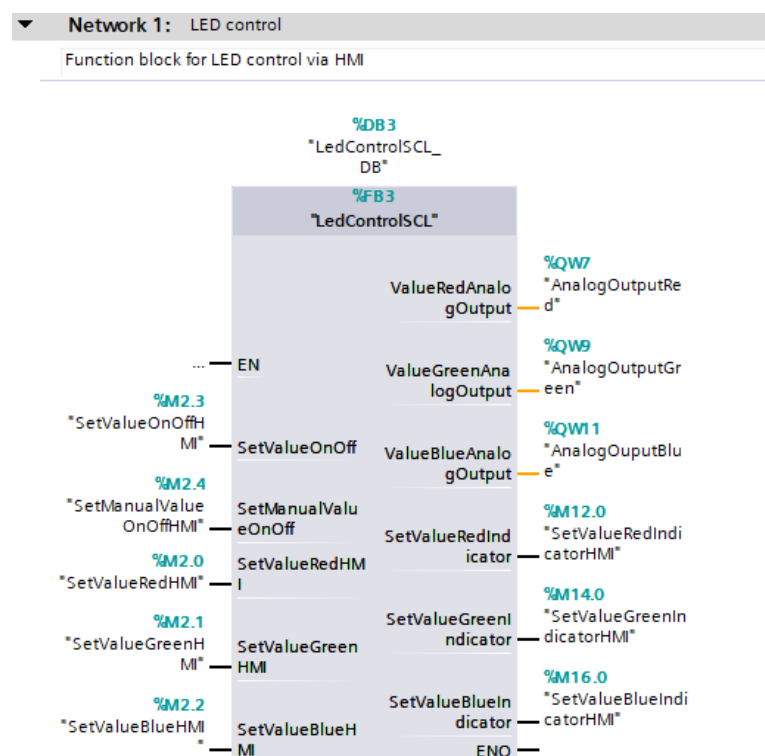 Network 1: LED control
Function block for LED control via HMI
%DB3
"LedControlSCL_
DB"
%FB3
"LedControlSCL"
%QW7
"AnalogOutputRe
d"
ValueRedAnalo
gOutput
%QW9
"AnalogOutputGr
een"
ValueGreenAna
logOutput
... EN
%QW11
"AnalogOuputBlu
e"
ValueBlueAnalo
gOutput
%M2.3
"SetValueOnOffH
MI"
SetValueOnOff
%M2.4
"SetManualValue
OnOffHMI"
SetManualValu
eOnOff
%M12.0
"SetValueRedIndi
catorHMI"
SetValueRedInd
icator
%M2.0
"SetValueRedHMI"
SetValueRedHM
I
%M14.0
"SetValueGreenIn
dicatorHMI"
SetValueGreenI
ndicator
%M2.1
"SetValueGreenH
MI"
SetValueGreen
HMI
%M16.0
"SetValueBlueIndi
catorHMI"
SetValueBlueIn
dicator
%M2.2
"SetValueBlueHMI
"
SetValueBlueH
MI
ENO